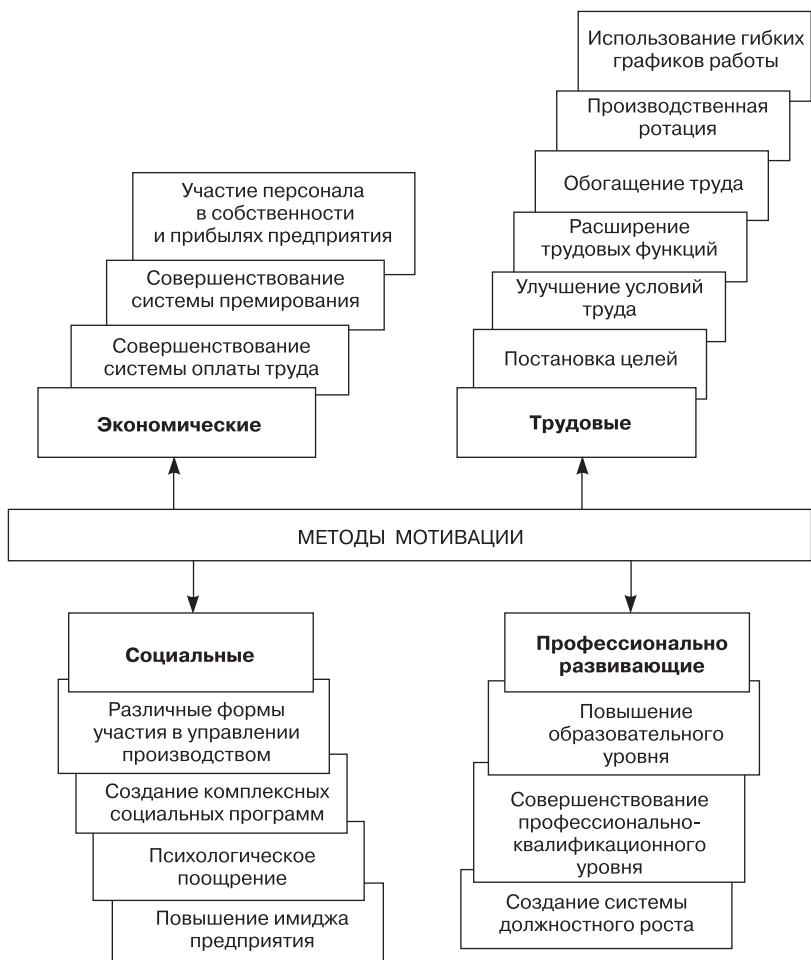 Использование гибких
графиков работы
Производственная
ротация
Обогащение труда
Расширение
трудовых функций
Улучшение условий
труда
Постановка целей
Трудовые
Участие персонала
в собственности
и прибылях предприятия
Совершенствование
системы премирования
Совершенствование
системы оплаты труда
Экономические
МЕТОДЫ МОТИВАЦИИ
Социальные
Различные формы
участия в управлении
производством
Создание комплексных
социальных программ
Психологическое
поощрение
Повышение имиджа
предприятия
Профессионально
развивающие
Повышение
образовательного
уровня
Совершенствование
профессионально-
квалификационного
уровня
Создание системы
должностного роста